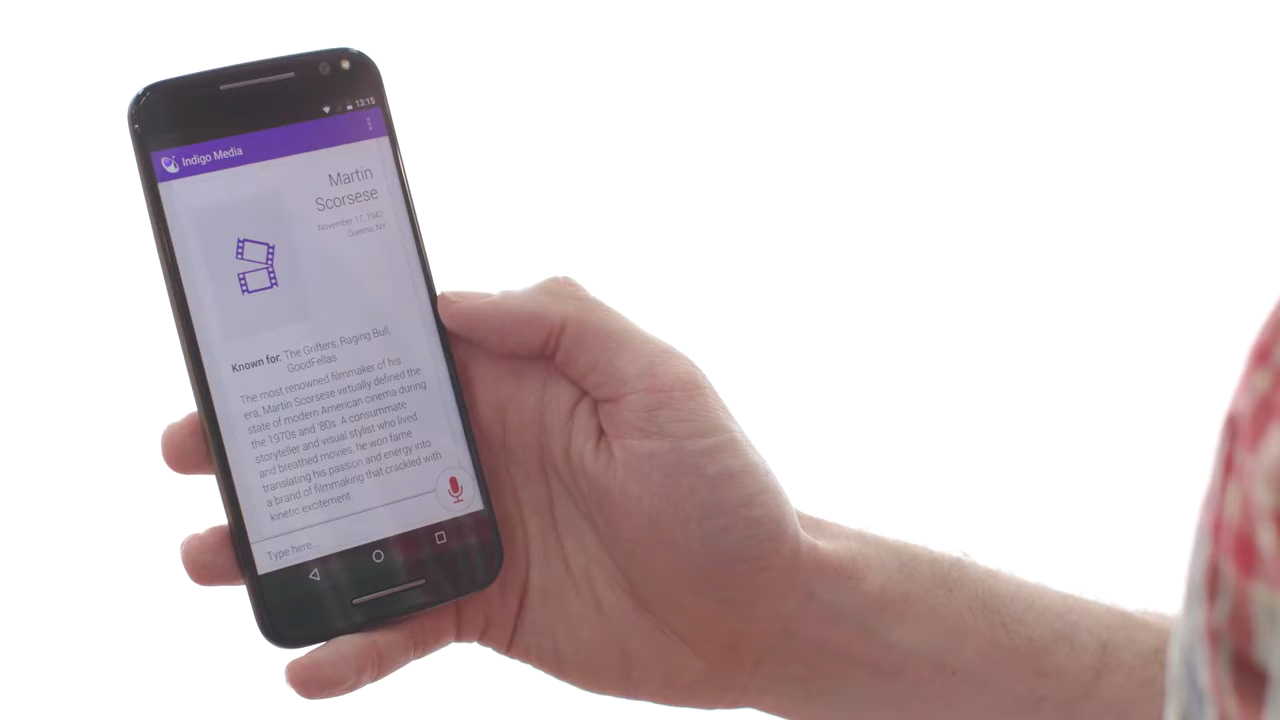 13:15
Indigo Media
Martin
Scorsese
November 17, 1942
Queens, NY
Known for: The Grifters, Raging Bull,
GoodFellas
The most renowned filmmaker of his
era, Martin Scorsese virtually defined the
state of modern American cinema during
the 1970s and '80s. A consummate
storyteller and visual stylist who lived
and breathed movies, he won fame
translating his passion and energy into
a brand of filmmaking that crackled with
kinetic excitement.
Type here...